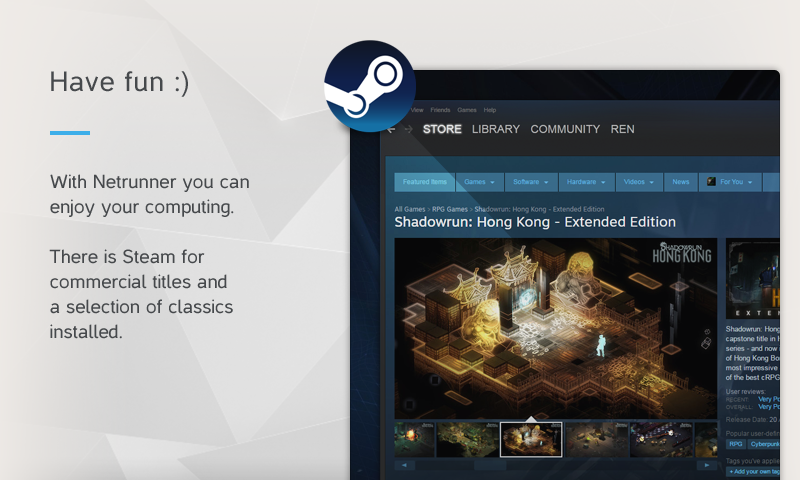 Have fun :)
With Netrunner you can
enjoy your computing.
There is Steam for
commercial titles and
a selection of classics
installed.
View Friends Games Help
STORE LIBRARY COMMUNITY REN
Featured Items Games Software Hardware Videos News For You
All Games > RPG Games > Shadowrun: Hong Kong - Extended Edition
Shadowrun: Hong Kong - Extended Edition
SHADOWRUN
HONG KONG
H
E X T E N
Shadowrun: Hong
capstone title in h
series - and now
of Hong Kong Bo
most impressive
of the best cRPG
User reviews:
RECENT: Very Po
OVERALL: Very Po
Release Date: 20
Popular user-defin
RPG Cyberpunk
Tags you've applie
+ Add your own tag